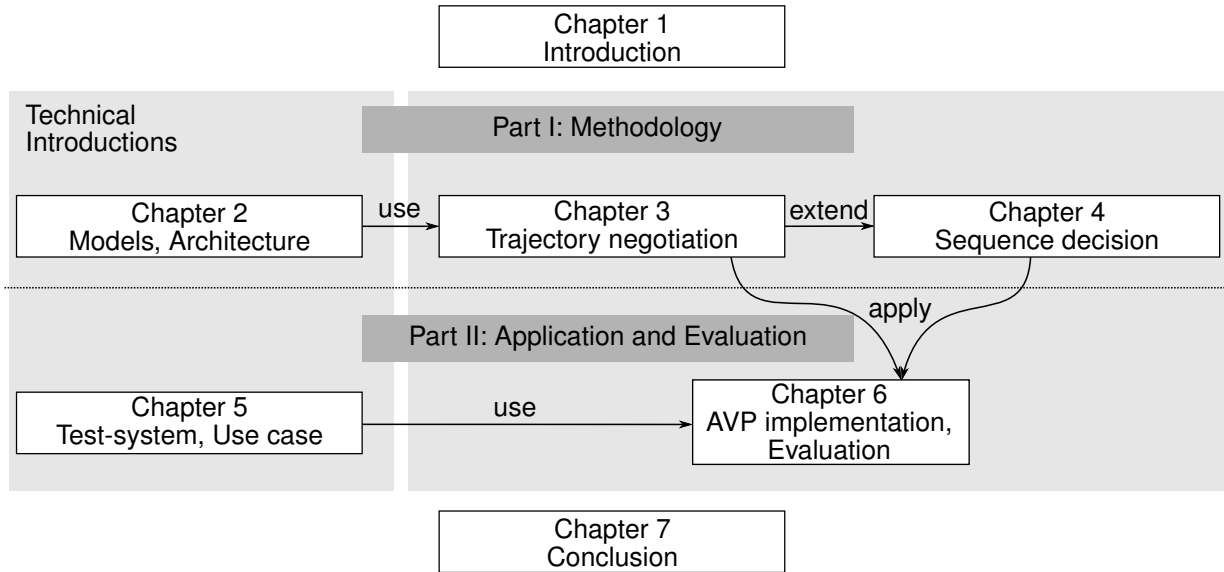 Chapter 1
Introduction
Technical
Introductions
Part I: Methodology
Chapter 2
Models, Architecture
use
Chapter 3
Trajectory negotiation
extend
Chapter 4
Sequence decision
apply
Part II: Application and Evaluation
Chapter 5
Test-system, Use case
use
Chapter 6
AVP implementation,
Evaluation
Chapter 7
Conclusion